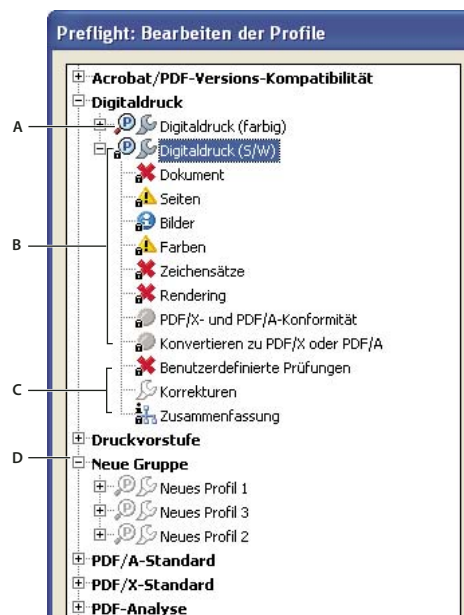 Preflight: Bearbeiten der Profile
Acrobat/PDF-Versions-Kompatibilität
Digitaldruck
A
Digitaldruck (farbig)
Digitaldruck (S/W)
Dokument
Seiten
Bilder
B
Farben
Zeichensätze
Rendering
PDF/X- und PDF/A-Konformität
Konvertieren zu PDF/X oder PDF/A
Benutzerdefinierte Prüfungen
C
Korrekturen
Zusammenfassung
Druckvorstufe
D
Neue Gruppe
Neues Profil 1
Neues Profil 3
Neues Profil 2
PDF/A-Standard
PDF/X-Standard
PDF-Analyse